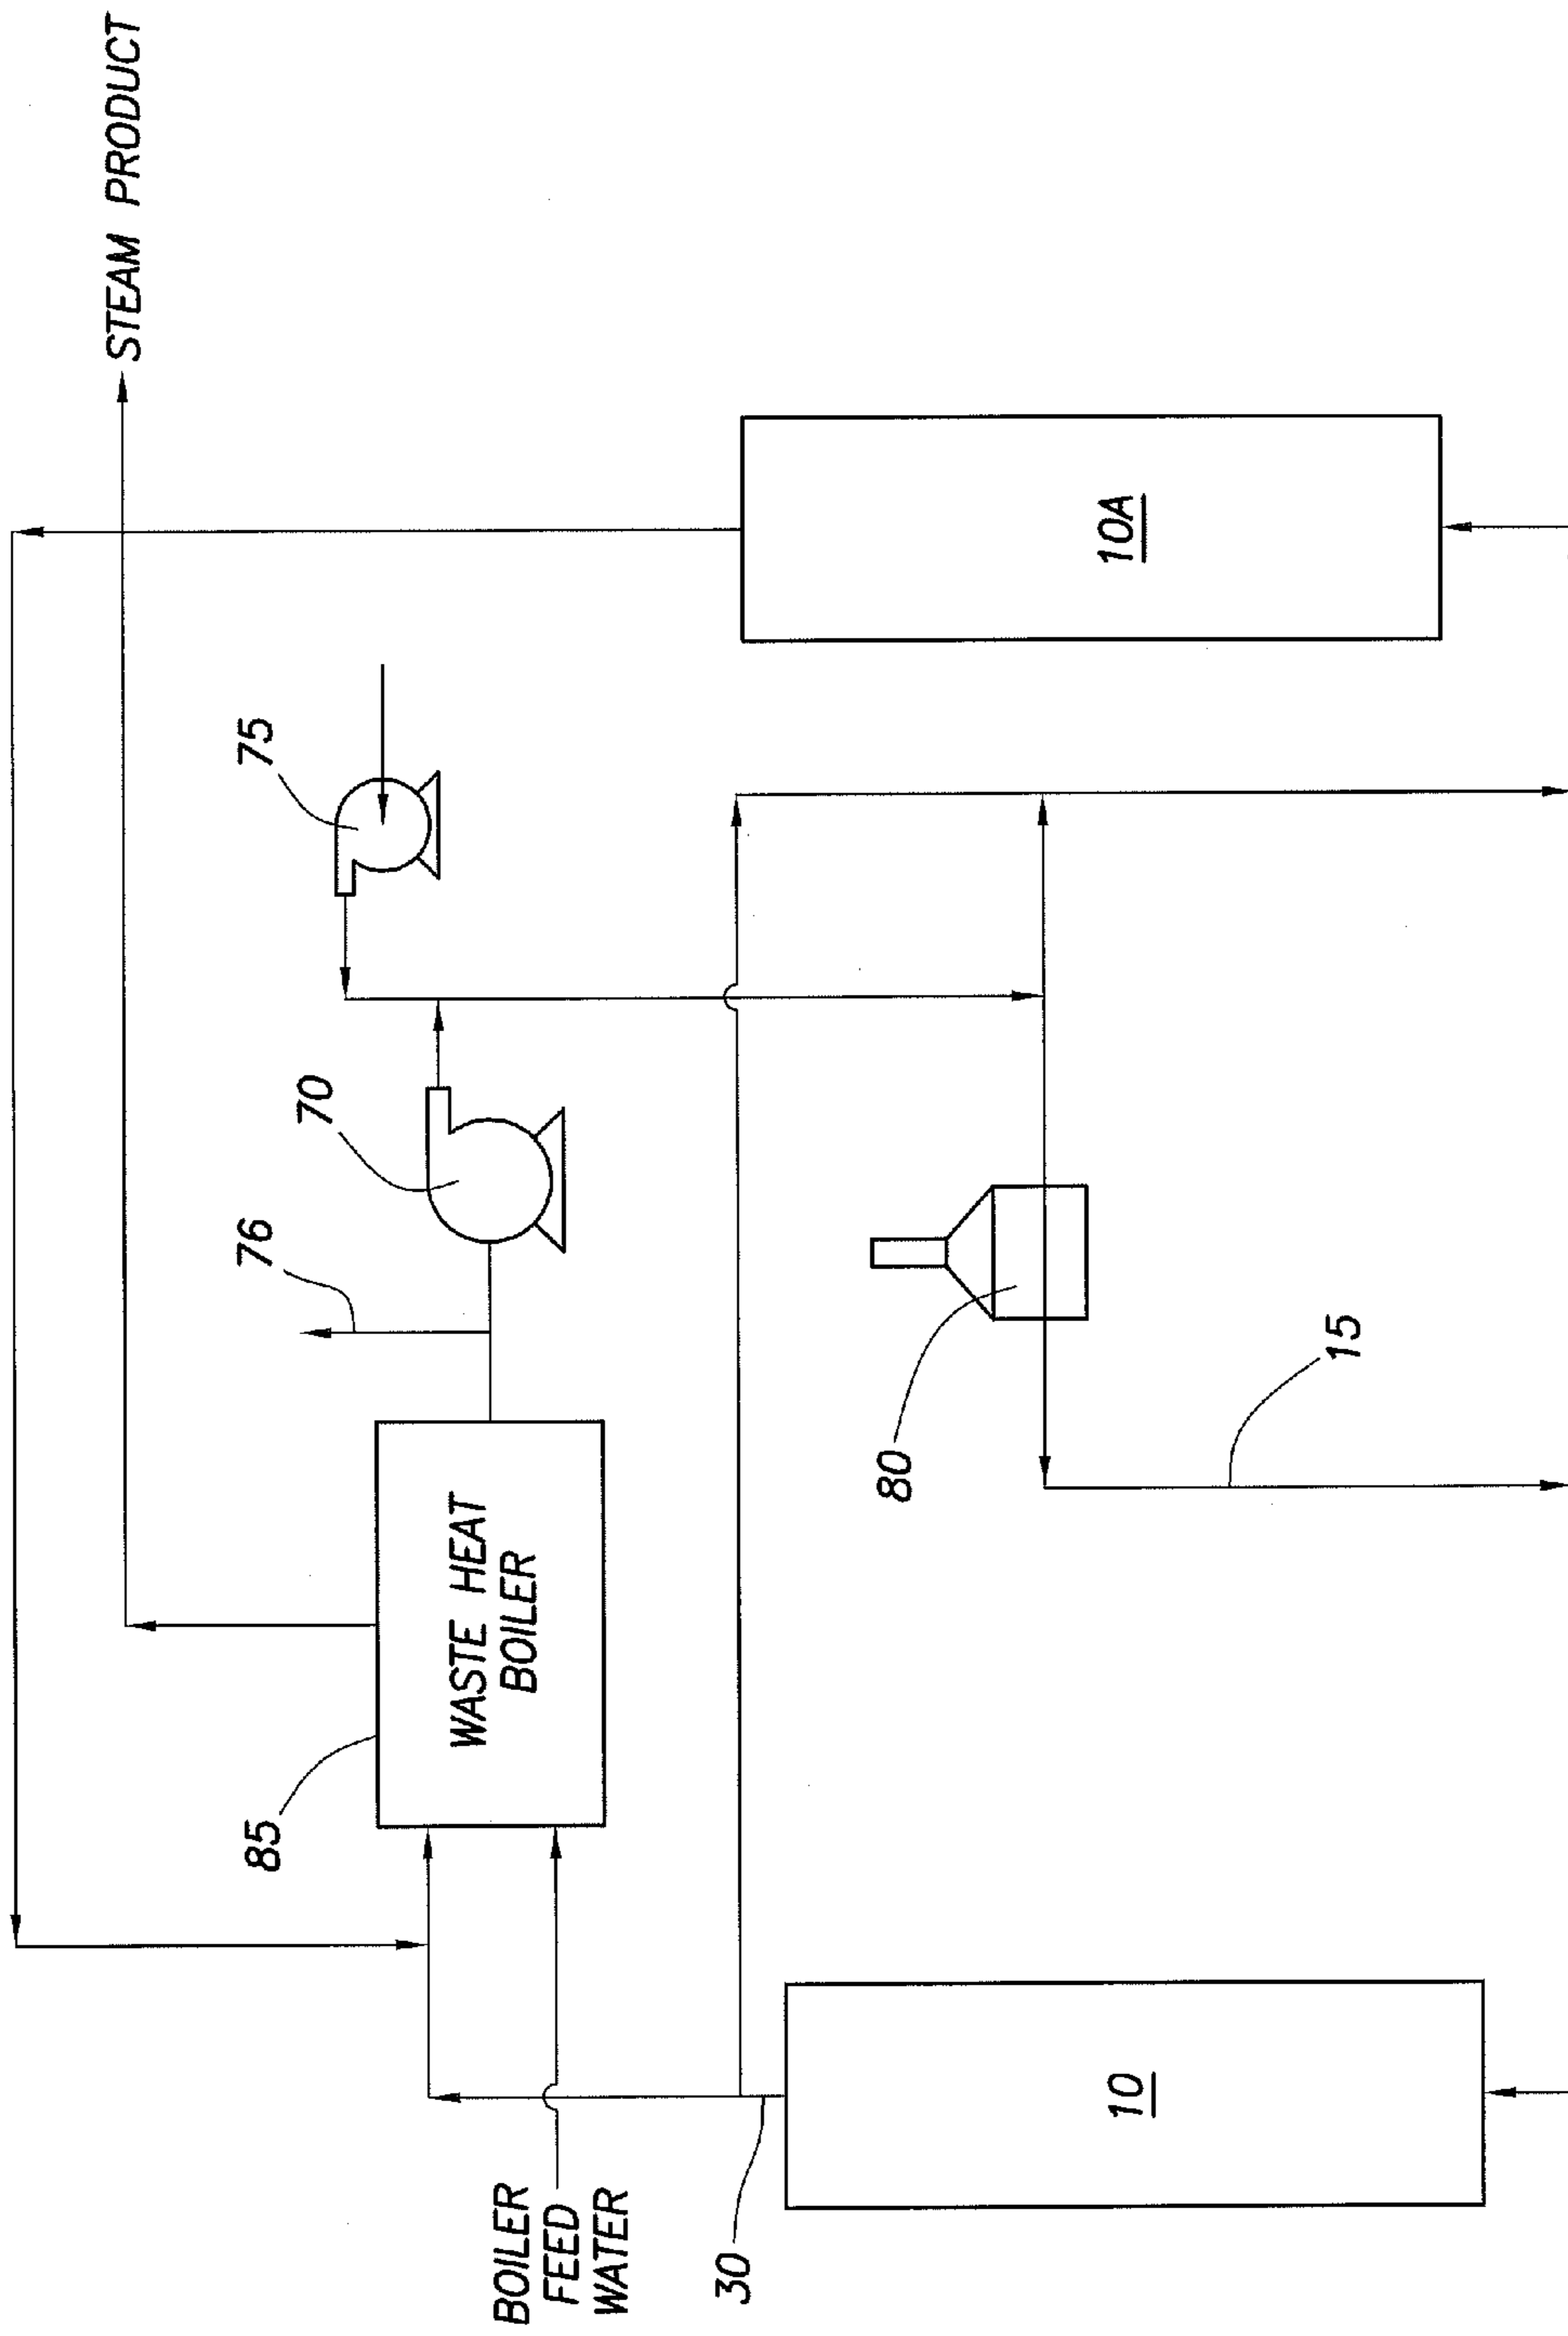 STEAM PRODUCT
75
70
76
85
WASTE HEAT
BOILER
BOILER
FEED
WATER
30
10A
80
15
10